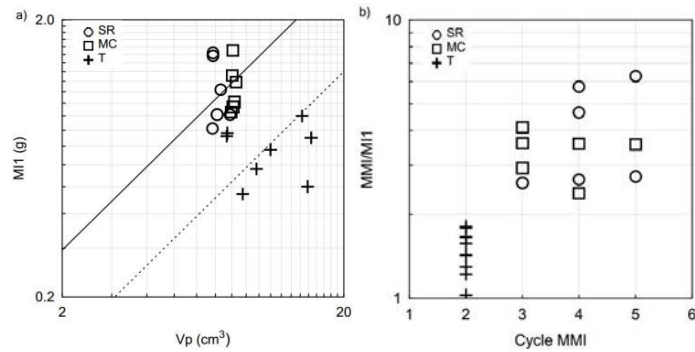 a)
SR
MC
T
2.0
MI1 (g)
0.2
2
20
Vp (cm³)
b)
SR
MC
T
10
MMI/MI1
1
1 2 3 4 5 6
Cycle MMI